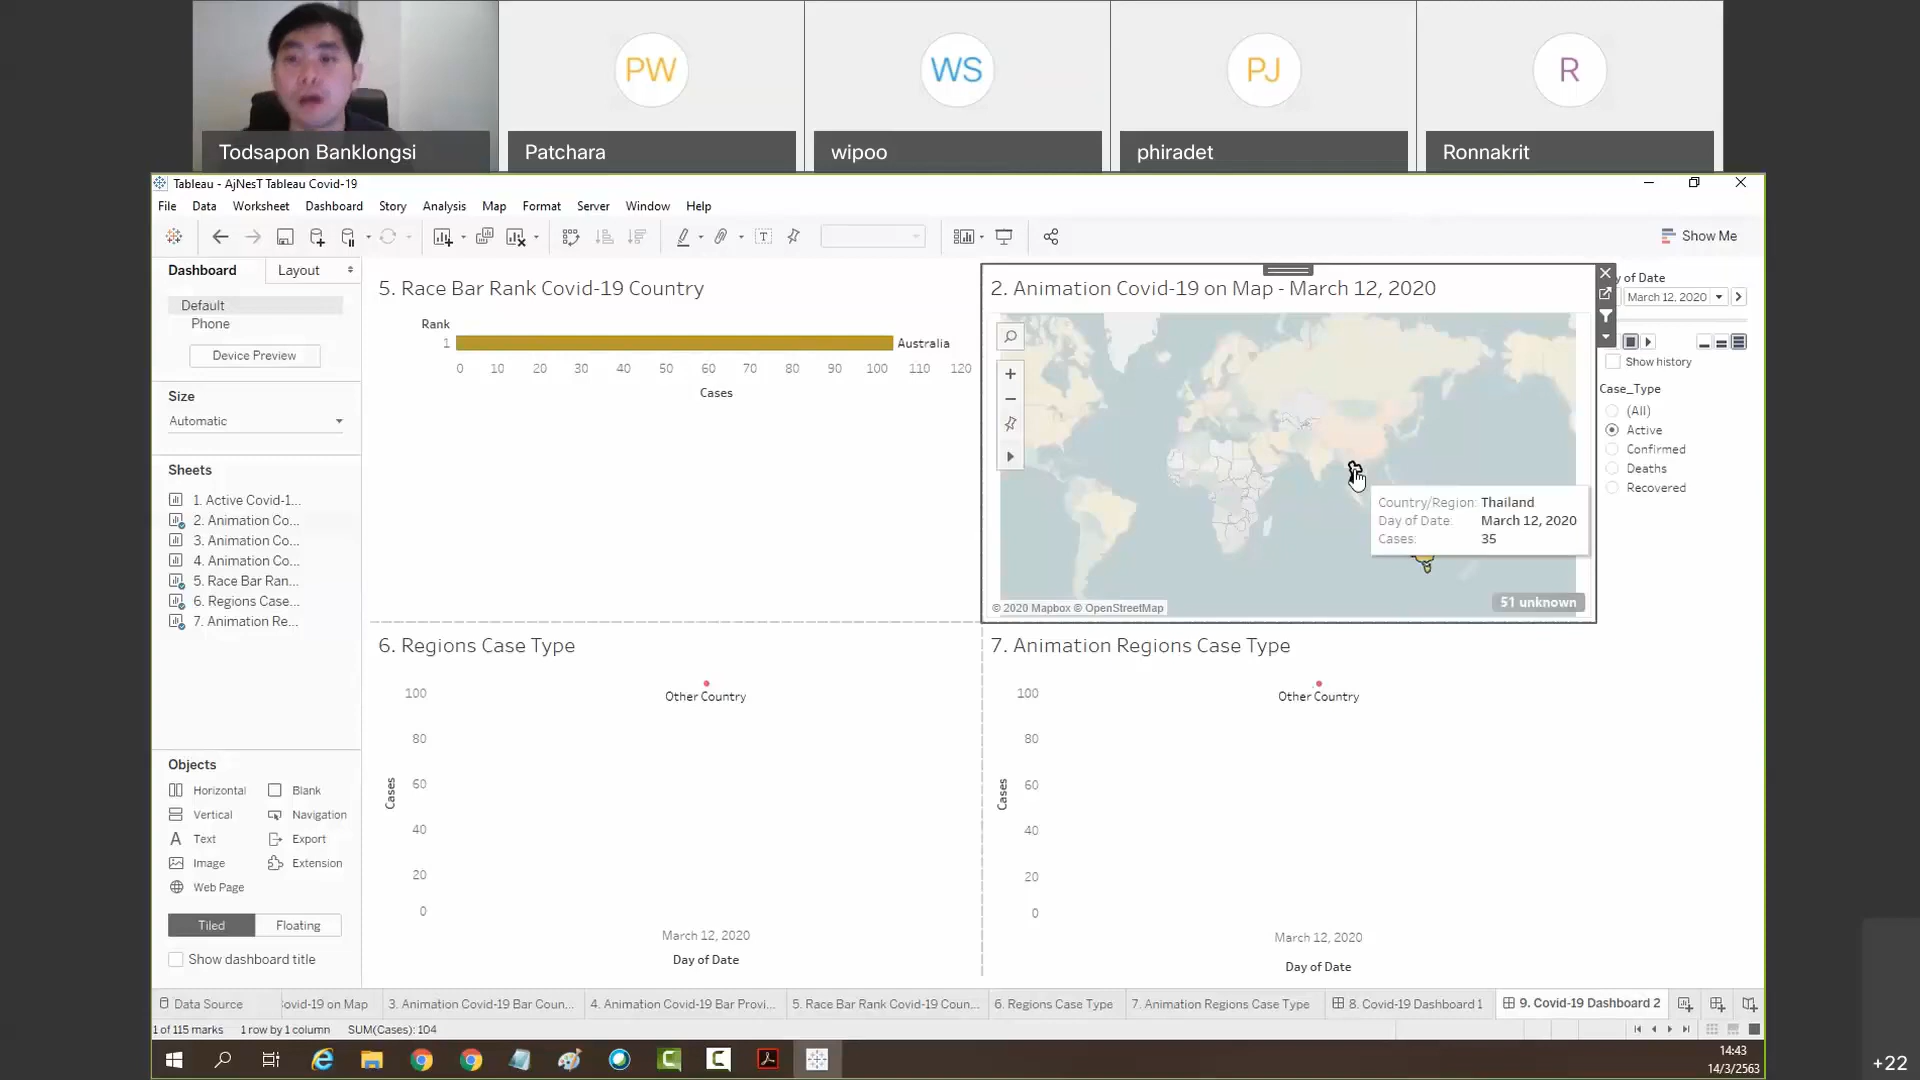 PW
WS
PJ
R
Todsapon Banklongsi
Patchara
wipoo
phiradet
Ronnakrit
Tableau - AjNesT Tableau Covid-19
File Data Worksheet Dashboard Story Analysis Map Format Server Window Help
Show Me
Dashboard
Layout
Default
Phone
Device Preview
Size
Automatic
Sheets
1. Active Covid-1...
2. Animation Co...
3. Animation Co...
4. Animation Co...
5. Race Bar Ran...
6. Regions Case...
7. Animation Re...
Objects
Horizontal
Blank
Vertical
Navigation
Text
Export
Image
Extension
Web Page
Tiled
Floating
Show dashboard title
5. Race Bar Rank Covid-19 Country
Rank
1
Australia
0 10 20 30 40 50 60 70 80 90 100 110 120
Cases
2. Animation Covid-19 on Map - March 12, 2020
Country/Region: Thailand
Day of Date: March 12, 2020
Cases: 35
51 unknown
© 2020 Mapbox © OpenStreetMap
y of Date
March 12, 2020
Show history
Case_Type
(All)
Active
Confirmed
Deaths
Recovered
6. Regions Case Type
100
80
60
40
20
0
Cases
Other Country
March 12, 2020
Day of Date
7. Animation Regions Case Type
100
80
60
40
20
0
Cases
Other Country
March 12, 2020
Day of Date
Data Source
ovid-19 on Map
3. Animation Covid-19 Bar Coun...
4. Animation Covid-19 Bar Provi...
5. Race Bar Rank Covid-19 Coun...
6. Regions Case Type
7. Animation Regions Case Type
8. Covid-19 Dashboard 1
9. Covid-19 Dashboard 2
1 of 115 marks 1 row by 1 column SUM(Cases): 104
14:43
14/3/2563
+22